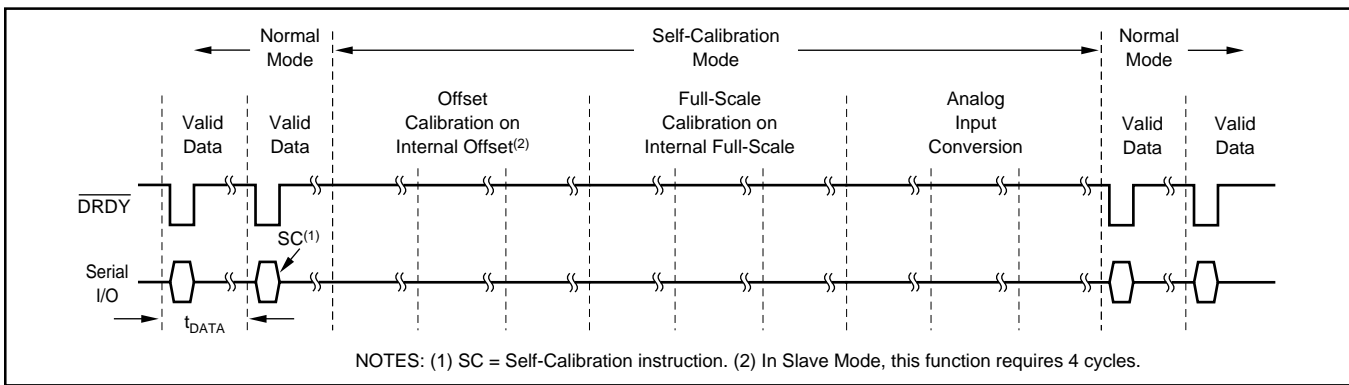 Normal
Mode
Self-Calibration
Mode
Normal
Mode
Valid
Data
Valid
Data
Offset
Calibration on
Internal Offset(2)
Full-Scale
Calibration on
Internal Full-Scale
Analog
Input
Conversion
Valid
Data
Valid
Data
DRDY
SC(1)
Serial
I/O
tDATA
NOTES: (1) SC = Self-Calibration instruction. (2) In Slave Mode, this function requires 4 cycles.